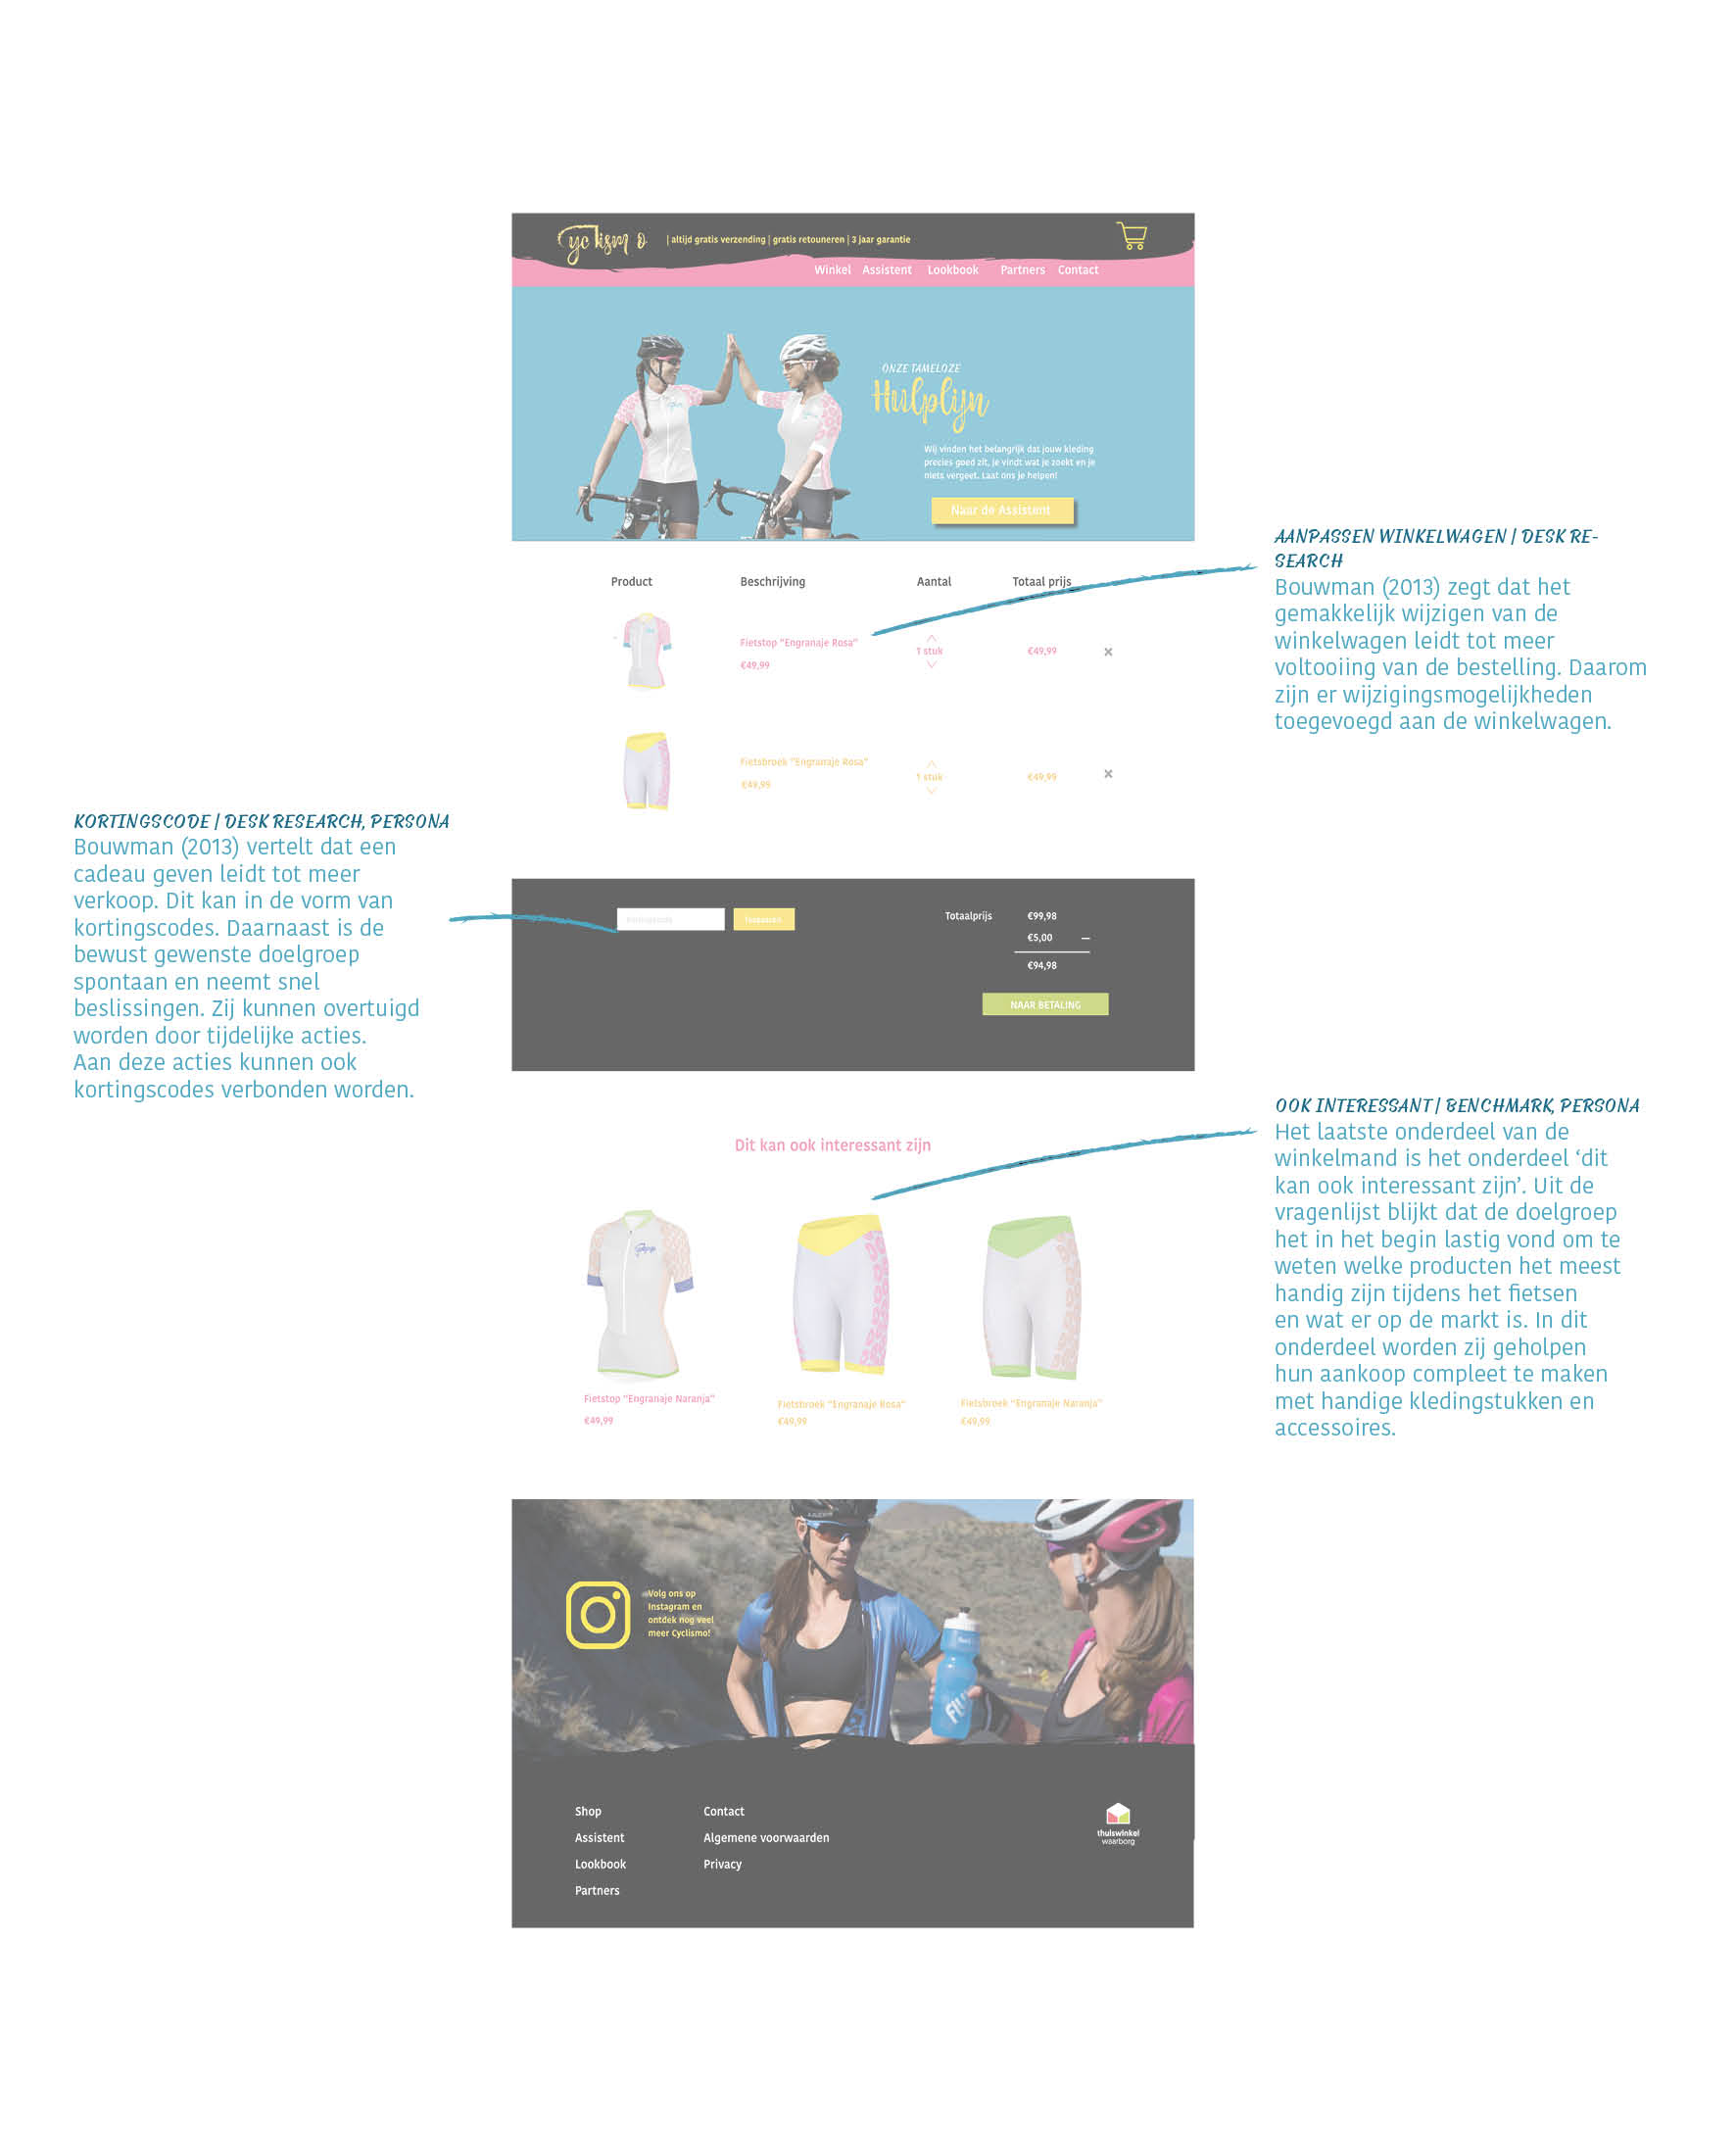 Cyclismo
| altijd gratis verzending | gratis retouneren | 3 jaar garantie
Winkel Assistent Lookbook Partners Contact
ONZE TAMELOZE
Hulplijn
Wij vinden het belangrijk dat jouw kleding
precies goed zit, je vindt wat je zoekt en je
niets vergeet. Laat ons je helpen!
Naar de Assistent
AANPASSEN WINKELWAGEN / DESK RE-
SEARCH
Bouwman (2013) zegt dat het
gemakkelijk wijzigen van de
winkelwagen leidt tot meer
voltooiing van de bestelling. Daarom
zijn er wijzigingsmogelijkheden
toegevoegd aan de winkelwagen.
Product Beschrijving Aantal Totaal prijs
Fietstop "Engranaje Rosa"
€49,99
1 stuk
€49,99
Fietsbroek "Engranaje Rosa"
€49,99
1 stuk
€49,99
KORTINGSCODE / DESK RESEARCH, PERSONA
Bouwman (2013) vertelt dat een
cadeau geven leidt tot meer
verkoop. Dit kan in de vorm van
kortingscodes. Daarnaast is de
bewust gewenste doelgroep
spontaan en neemt snel
beslissingen. Zij kunnen overtuigd
worden door tijdelijke acties.
Aan deze acties kunnen ook
kortingscodes verbonden worden.
Totaalprijs €99,98
€5,00 –
€94,98
NAAR BETALING
OOK INTERESSANT / BENCHMARK, PERSONA
Het laatste onderdeel van de
winkelmand is het onderdeel ‘dit
kan ook interessant zijn’. Uit de
vragenlijst blijkt dat de doelgroep
het in het begin lastig vond om te
weten welke producten het meest
handig zijn tijdens het fietsen
en wat er op de markt is. In dit
onderdeel worden zij geholpen
hun aankoop compleet te maken
met handige kledingstukken en
accessoires.
Dit kan ook interessant zijn
Fietstop "Engranaje Naranja"
€49,99
Fietsbroek "Engranaje Rosa"
€49,99
Fietsbroek "Engranaje Naranja"
€49,99
Volg ons op
Instagram en
ontdek nog veel
meer Cyclismo!
Shop
Assistent
Lookbook
Partners
Contact
Algemene voorwaarden
Privacy
thuiswinkel
waarborg